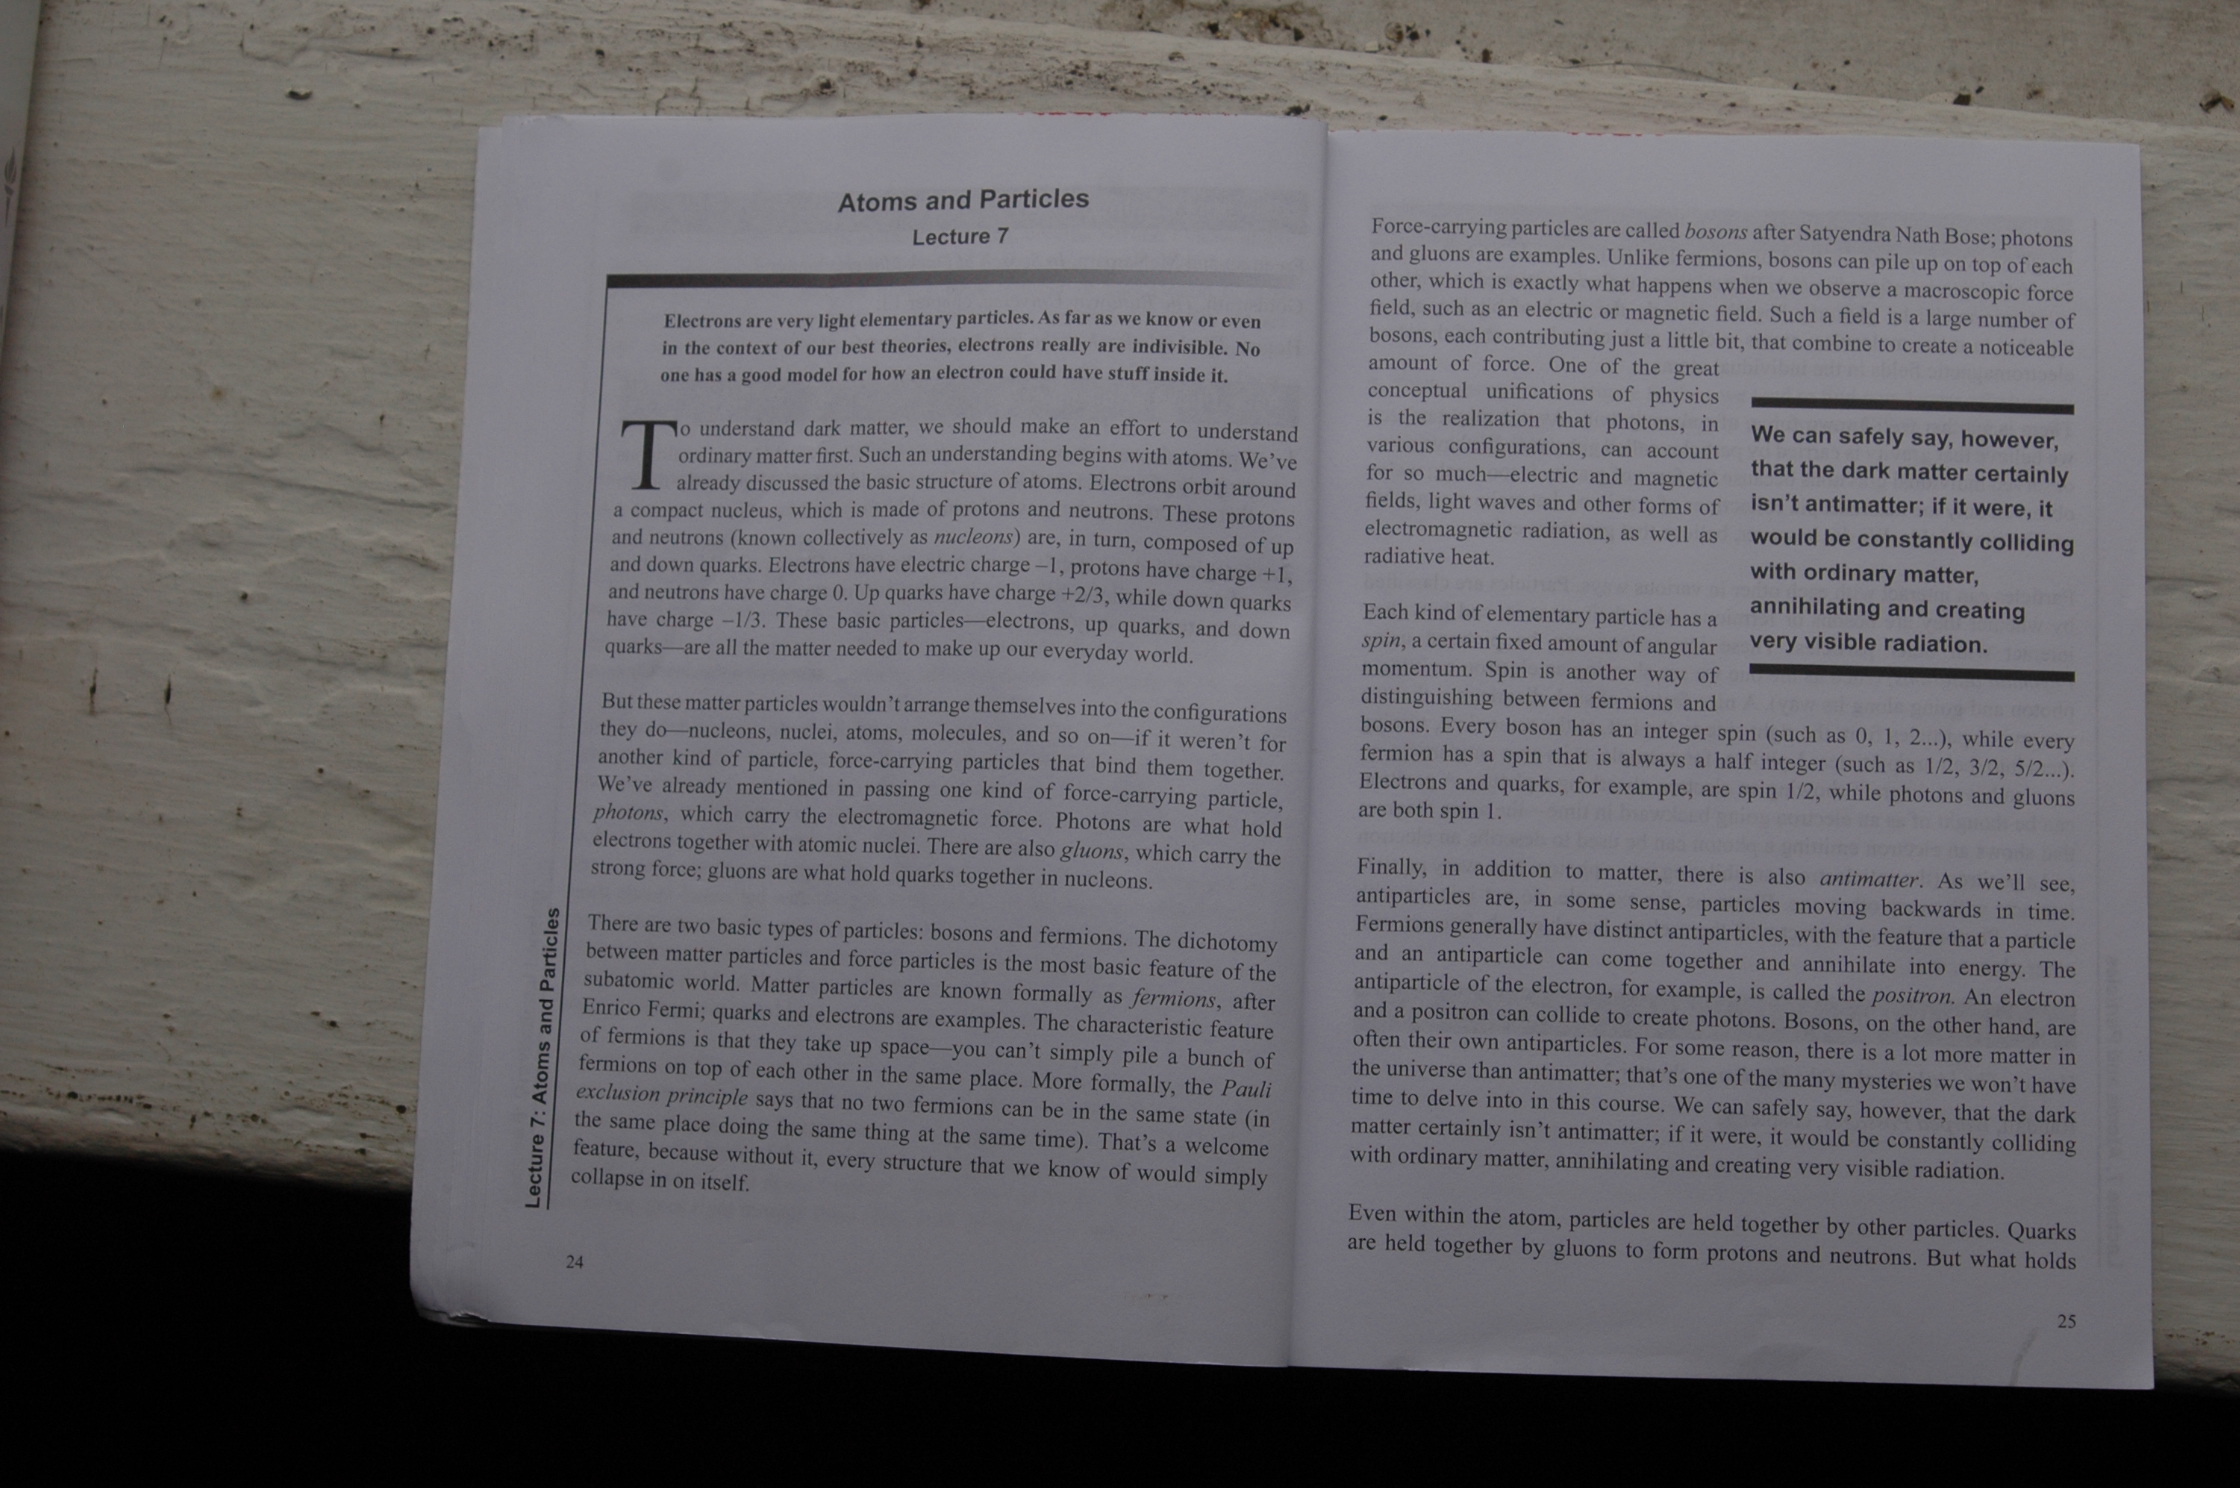 Atoms and Particles
Lecture 7
Electrons are very light elementary particles. As far as we know or even
in the context of our best theories, electrons really are indivisible. No
one has a good model for how an electron could have stuff inside it.
To understand dark matter, we should make an effort to understand
ordinary matter first. Such an understanding begins with atoms. We've
already discussed the basic structure of atoms. Electrons orbit around
a compact nucleus, which is made of protons and neutrons. These protons
and neutrons (known collectively as nucleons) are, in turn, composed of up
and down quarks. Electrons have electric charge –1, protons have charge +1,
and neutrons have charge 0. Up quarks have charge +2/3, while down quarks
have charge –1/3. These basic particles—electrons, up quarks, and down
quarks—are all the matter needed to make up our everyday world.
But these matter particles wouldn't arrange themselves into the configurations
they do—nucleons, nuclei, atoms, molecules, and so on—if it weren't for
another kind of particle, force-carrying particles that bind them together.
We've already mentioned in passing one kind of force-carrying particle,
photons, which carry the electromagnetic force. Photons are what hold
electrons together with atomic nuclei. There are also gluons, which carry the
strong force; gluons are what hold quarks together in nucleons.
There are two basic types of particles: bosons and fermions. The dichotomy
between matter particles and force particles is the most basic feature of the
subatomic world. Matter particles are known formally as fermions, after
Enrico Fermi; quarks and electrons are examples. The characteristic feature
of fermions is that they take up space—you can't simply pile a bunch of
fermions on top of each other in the same place. More formally, the Pauli
exclusion principle says that no two fermions can be in the same state (in
the same place doing the same thing at the same time). That's a welcome
feature, because without it, every structure that we know of would simply
collapse in on itself.
Lecture 7: Atoms and Particles
24
Force-carrying particles are called bosons after Satyendra Nath Bose; photons
and gluons are examples. Unlike fermions, bosons can pile up on top of each
other, which is exactly what happens when we observe a macroscopic force
field, such as an electric or magnetic field. Such a field is a large number of
bosons, each contributing just a little bit, that combine to create a noticeable
amount of force. One of the great
conceptual unifications of physics
is the realization that photons, in
various configurations, can account
for so much—electric and magnetic
fields, light waves and other forms of
electromagnetic radiation, as well as
radiative heat.
We can safely say, however,
that the dark matter certainly
isn't antimatter; if it were, it
would be constantly colliding
with ordinary matter,
annihilating and creating
very visible radiation.
Each kind of elementary particle has a
spin, a certain fixed amount of angular
momentum. Spin is another way of
distinguishing between fermions and
bosons. Every boson has an integer spin (such as 0, 1, 2...), while every
fermion has a spin that is always a half integer (such as 1/2, 3/2, 5/2...).
Electrons and quarks, for example, are spin 1/2, while photons and gluons
are both spin 1.
Finally, in addition to matter, there is also antimatter. As we'll see,
antiparticles are, in some sense, particles moving backwards in time.
Fermions generally have distinct antiparticles, with the feature that a particle
and an antiparticle can come together and annihilate into energy. The
antiparticle of the electron, for example, is called the positron. An electron
and a positron can collide to create photons. Bosons, on the other hand, are
often their own antiparticles. For some reason, there is a lot more matter in
the universe than antimatter; that's one of the many mysteries we won't have
time to delve into in this course. We can safely say, however, that the dark
matter certainly isn't antimatter; if it were, it would be constantly colliding
with ordinary matter, annihilating and creating very visible radiation.
Even within the atom, particles are held together by other particles. Quarks
are held together by gluons to form protons and neutrons. But what holds
25